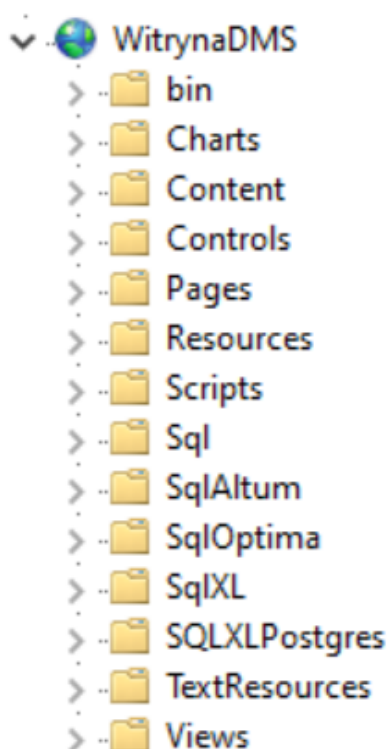 WitrynaDMS
bin
Charts
Content
Controls
Pages
Resources
Scripts
Sql
SqlAltum
SqlOptima
SqlXL
SQLXLPostgres
TextResources
Views